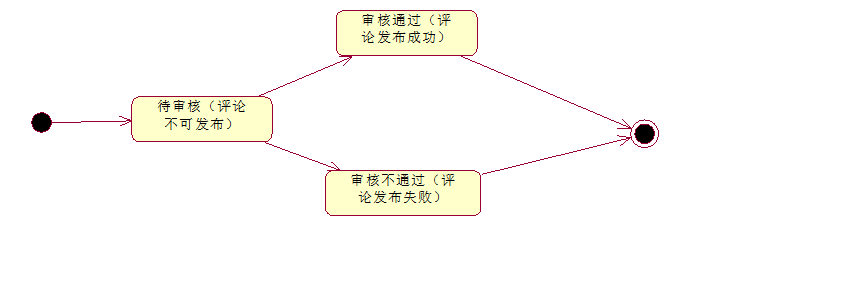 审核通过（评
论发布成功）
待审核（评论
不可发布）
审核不通过（评
论发布失败）